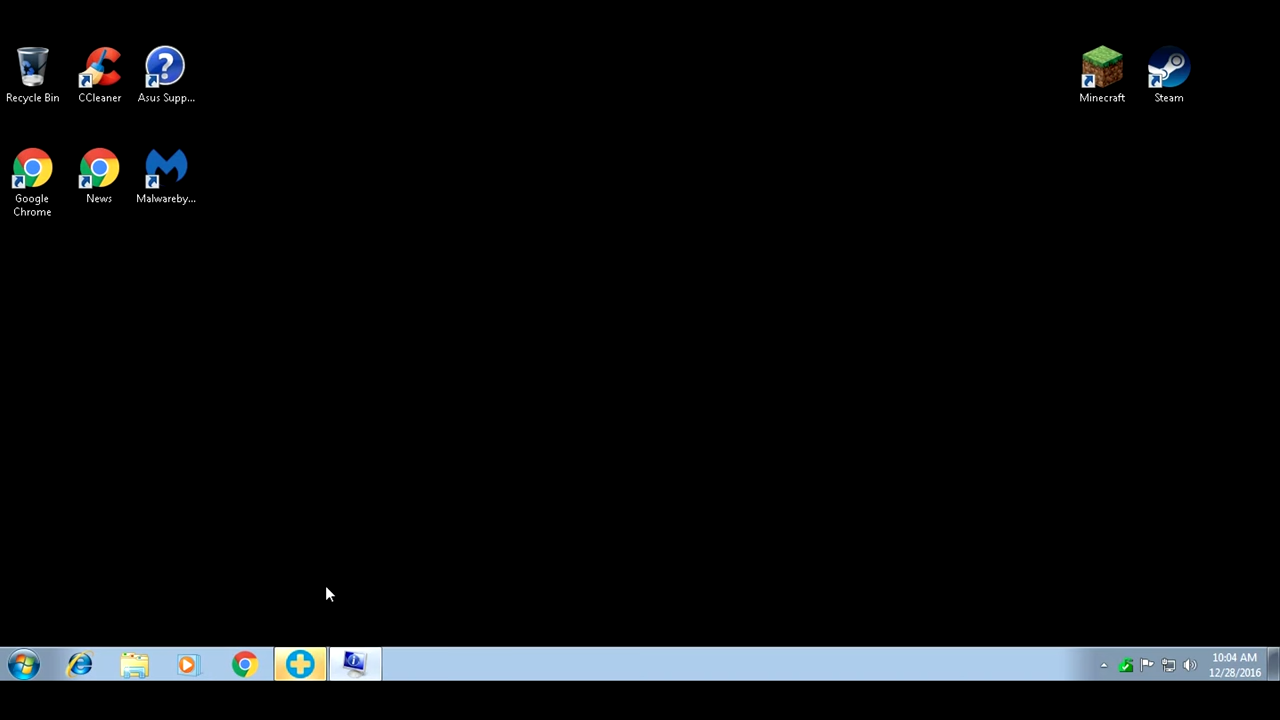 Recycle Bin
CCleaner
Asus Supp...
Minecraft
Steam
Google
Chrome
News
Malwareby...
10:04 AM
12/28/2016